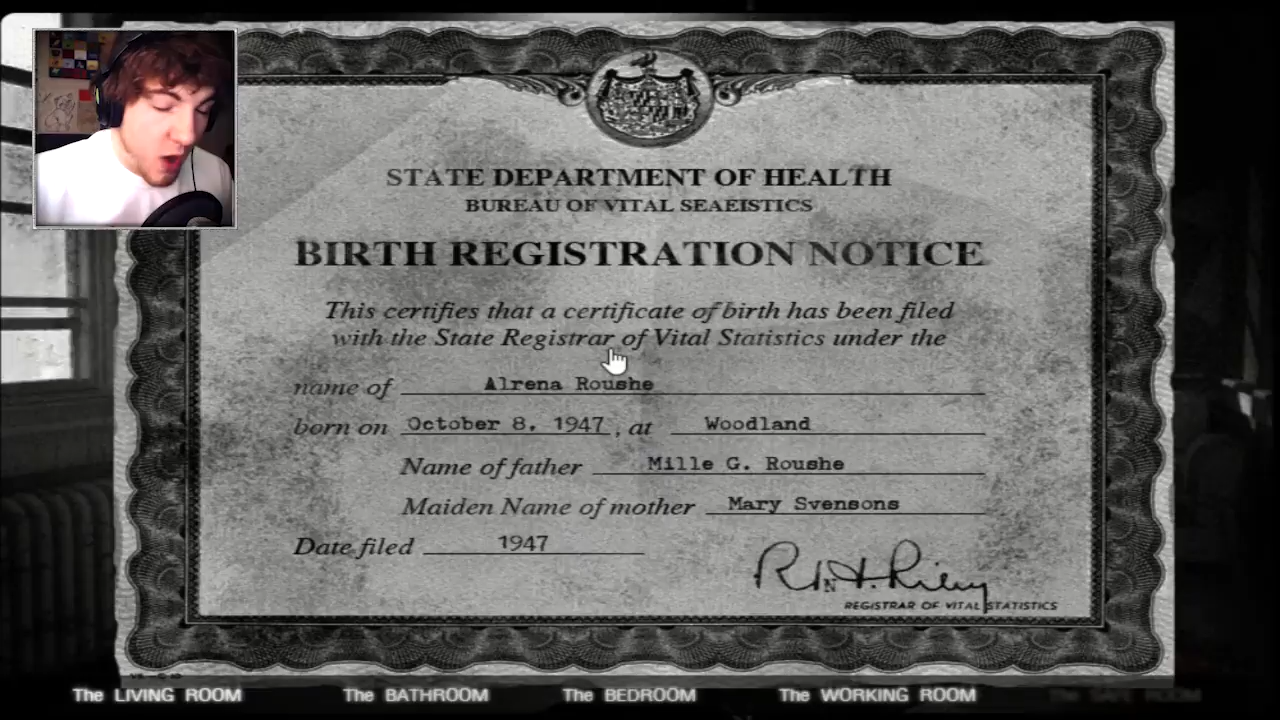 STATE DEPARTMENT OF HEALTH
BUREAU OF VITAL SEAEISTICS
BIRTH REGISTRATION NOTICE
This certifies that a certificate of birth has been filed
with the State Registrar of Vital Statistics under the
name of Alrena Roushe
born on October 8. 1947, at Woodland
Name of father Mille G. Roushe
Maiden Name of mother Mary Svensons
Date filed 1947
REGISTRAR OF VITAL STATISTICS
The LIVING ROOM The BATHROOM The BEDROOM The WORKING ROOM The SAFE ROOM